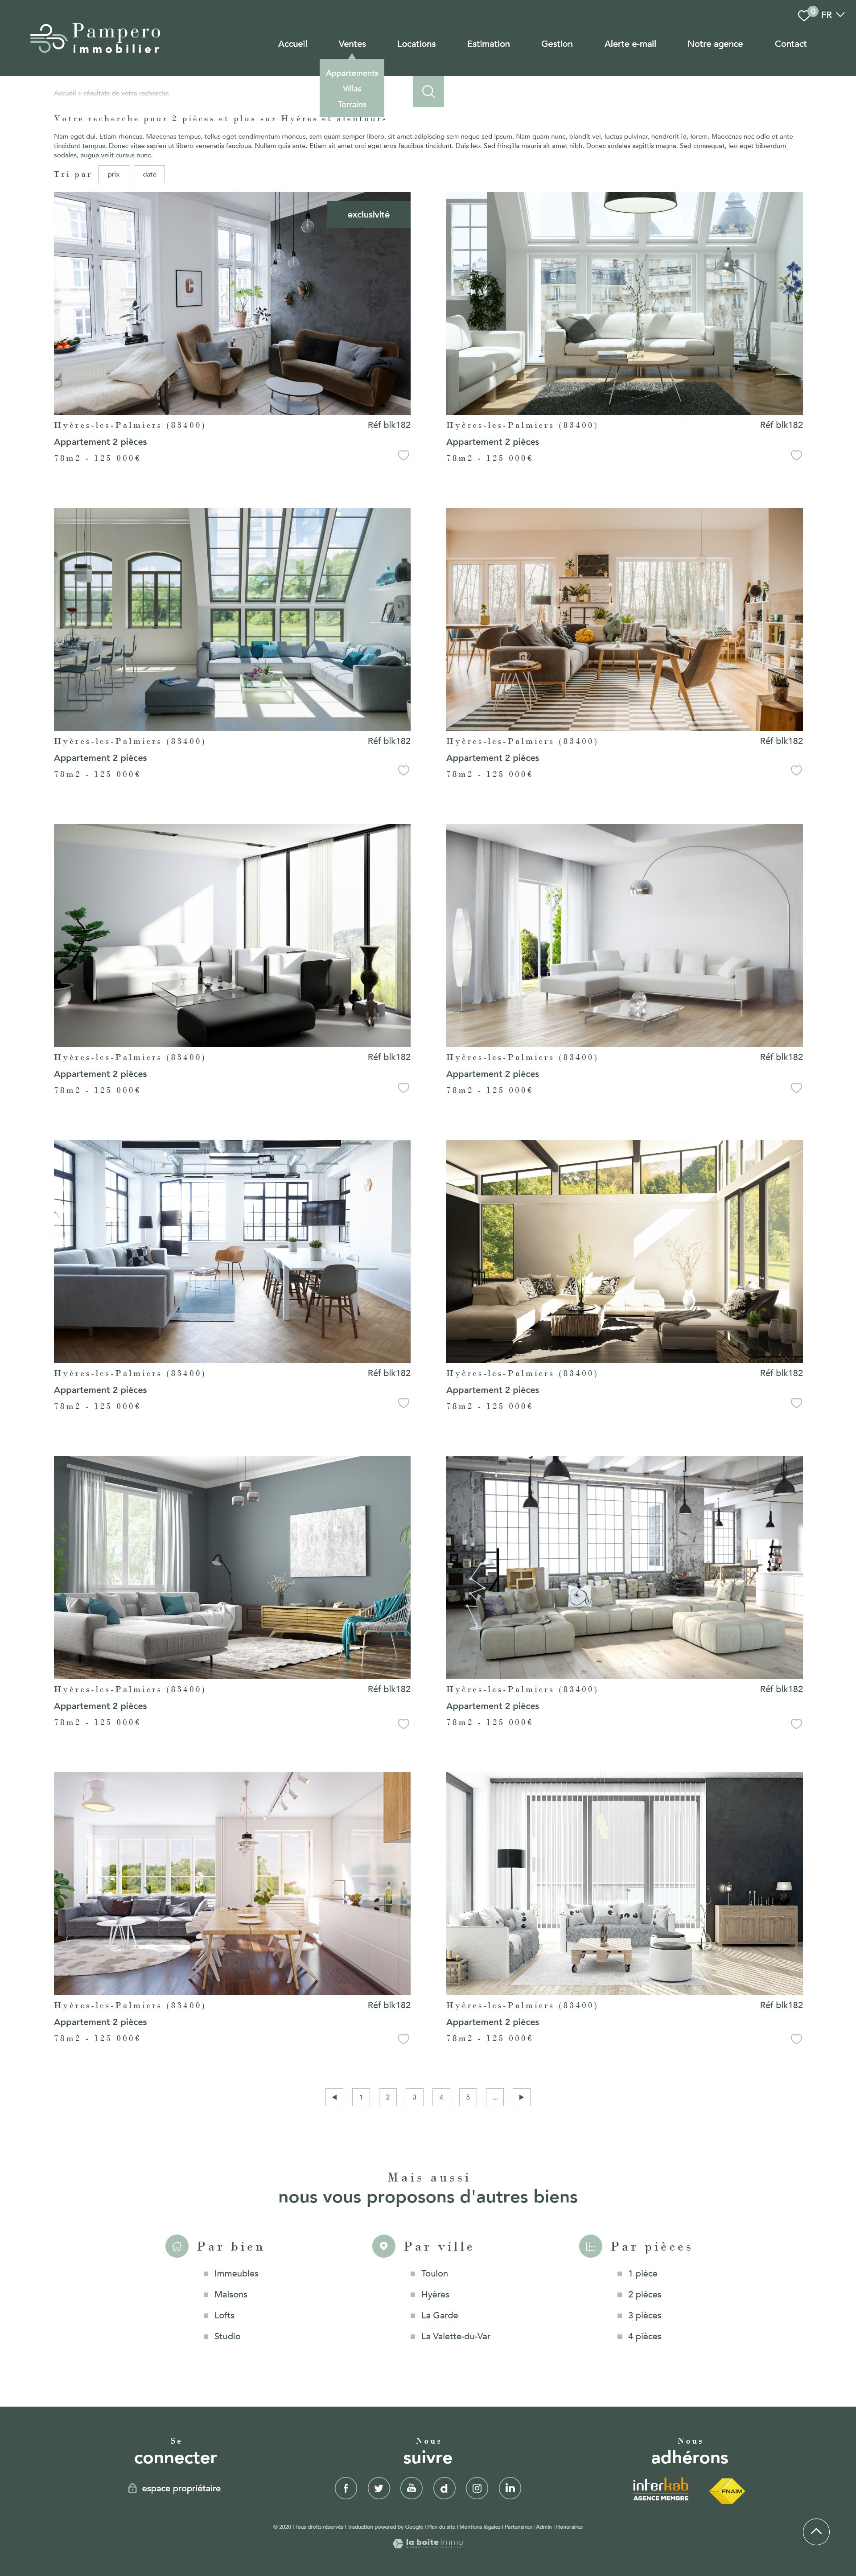 0 FR
Pampero
immobilier
Accueil Ventes Locations Estimation Gestion Alerte e-mail Notre agence Contact
Appartements
Villas
Terrains
Accueil > résultats de votre recherche
Votre recherche pour 2 pièces et plus sur Hyères et alentours
Nam eget dui. Etiam rhoncus. Maecenas tempus, tellus eget condimentum rhoncus, sem quam semper libero, sit amet adipiscing sem neque sed ipsum. Nam quam nunc, blandit vel, luctus pulvinar, hendrerit id, lorem. Maecenas nec odio et ante
tincidunt tempus. Donec vitae sapien ut libero venenatis faucibus. Nullam quis ante. Etiam sit amet orci eget eros faucibus tincidunt. Duis leo. Sed fringilla mauris sit amet nibh. Donec sodales sagittis magna. Sed consequat, leo eget bibendum
sodales, augue velit cursus nunc.
Tri par prix date
exclusivité
Hyères-les-Palmiers (83400) Réf blk182
Appartement 2 pièces
78m2 - 125 000€
Hyères-les-Palmiers (83400) Réf blk182
Appartement 2 pièces
78m2 - 125 000€
Hyères-les-Palmiers (83400) Réf blk182
Appartement 2 pièces
78m2 - 125 000€
Hyères-les-Palmiers (83400) Réf blk182
Appartement 2 pièces
78m2 - 125 000€
Hyères-les-Palmiers (83400) Réf blk182
Appartement 2 pièces
78m2 - 125 000€
Hyères-les-Palmiers (83400) Réf blk182
Appartement 2 pièces
78m2 - 125 000€
Hyères-les-Palmiers (83400) Réf blk182
Appartement 2 pièces
78m2 - 125 000€
Hyères-les-Palmiers (83400) Réf blk182
Appartement 2 pièces
78m2 - 125 000€
Hyères-les-Palmiers (83400) Réf blk182
Appartement 2 pièces
78m2 - 125 000€
Hyères-les-Palmiers (83400) Réf blk182
Appartement 2 pièces
78m2 - 125 000€
Hyères-les-Palmiers (83400) Réf blk182
Appartement 2 pièces
78m2 - 125 000€
Hyères-les-Palmiers (83400) Réf blk182
Appartement 2 pièces
78m2 - 125 000€
1 2 3 4 5 ...
Mais aussi
nous vous proposons d'autres biens
Par bien
Immeubles
Maisons
Lofts
Studio
Par ville
Toulon
Hyères
La Garde
La Valette-du-Var
Par pièces
1 pièce
2 pièces
3 pièces
4 pièces
Se
connecter
espace propriétaire
Nous
suivre
Nous
adhérons
interkab
AGENCE MEMBRE
FNAIM
© 2020 | Tous droits réservés | Traduction powered by Google | Plan du site | Mentions légales | Partenaires | Admin | Honoraires
la boîte immo